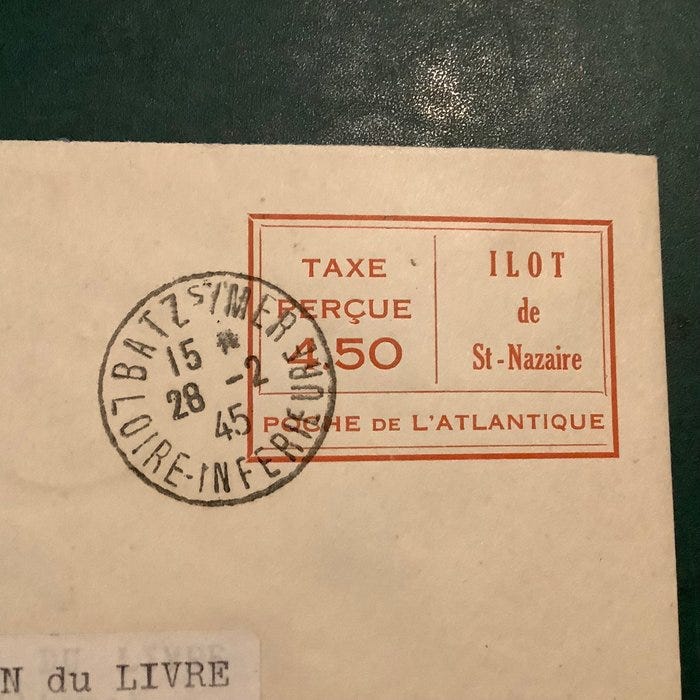 TAXE
PERÇUE
4.50
ILOT
de
St-Nazaire
POCHE DE L'ATLANTIQUE
BATZ S/MER
15 *
28 -2
45
LOIRE-INFERIEURE
N du LIVRE